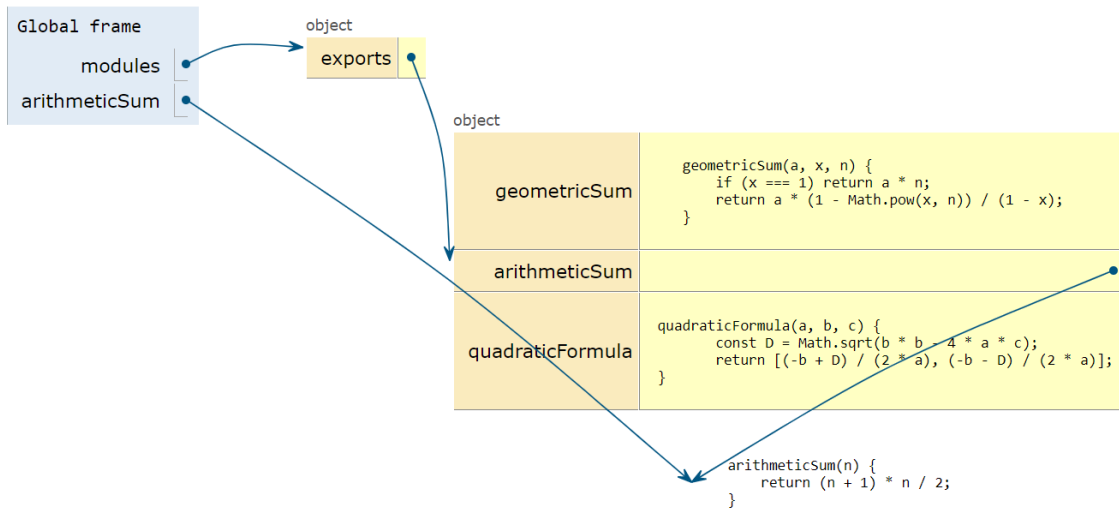 Global frame
modules
arithmeticSum
object
exports
object
geometricSum
geometricSum(a, x, n) {
if (x === 1) return a * n;
return a * (1 - Math.pow(x, n)) / (1 - x);
}
arithmeticSum
quadraticFormula
quadraticFormula(a, b, c) {
const D = Math.sqrt(b * b - 4 * a * c);
return [(-b + D) / (2 * a), (-b - D) / (2 * a)];
}
arithmeticSum(n) {
return (n + 1) * n / 2;
}